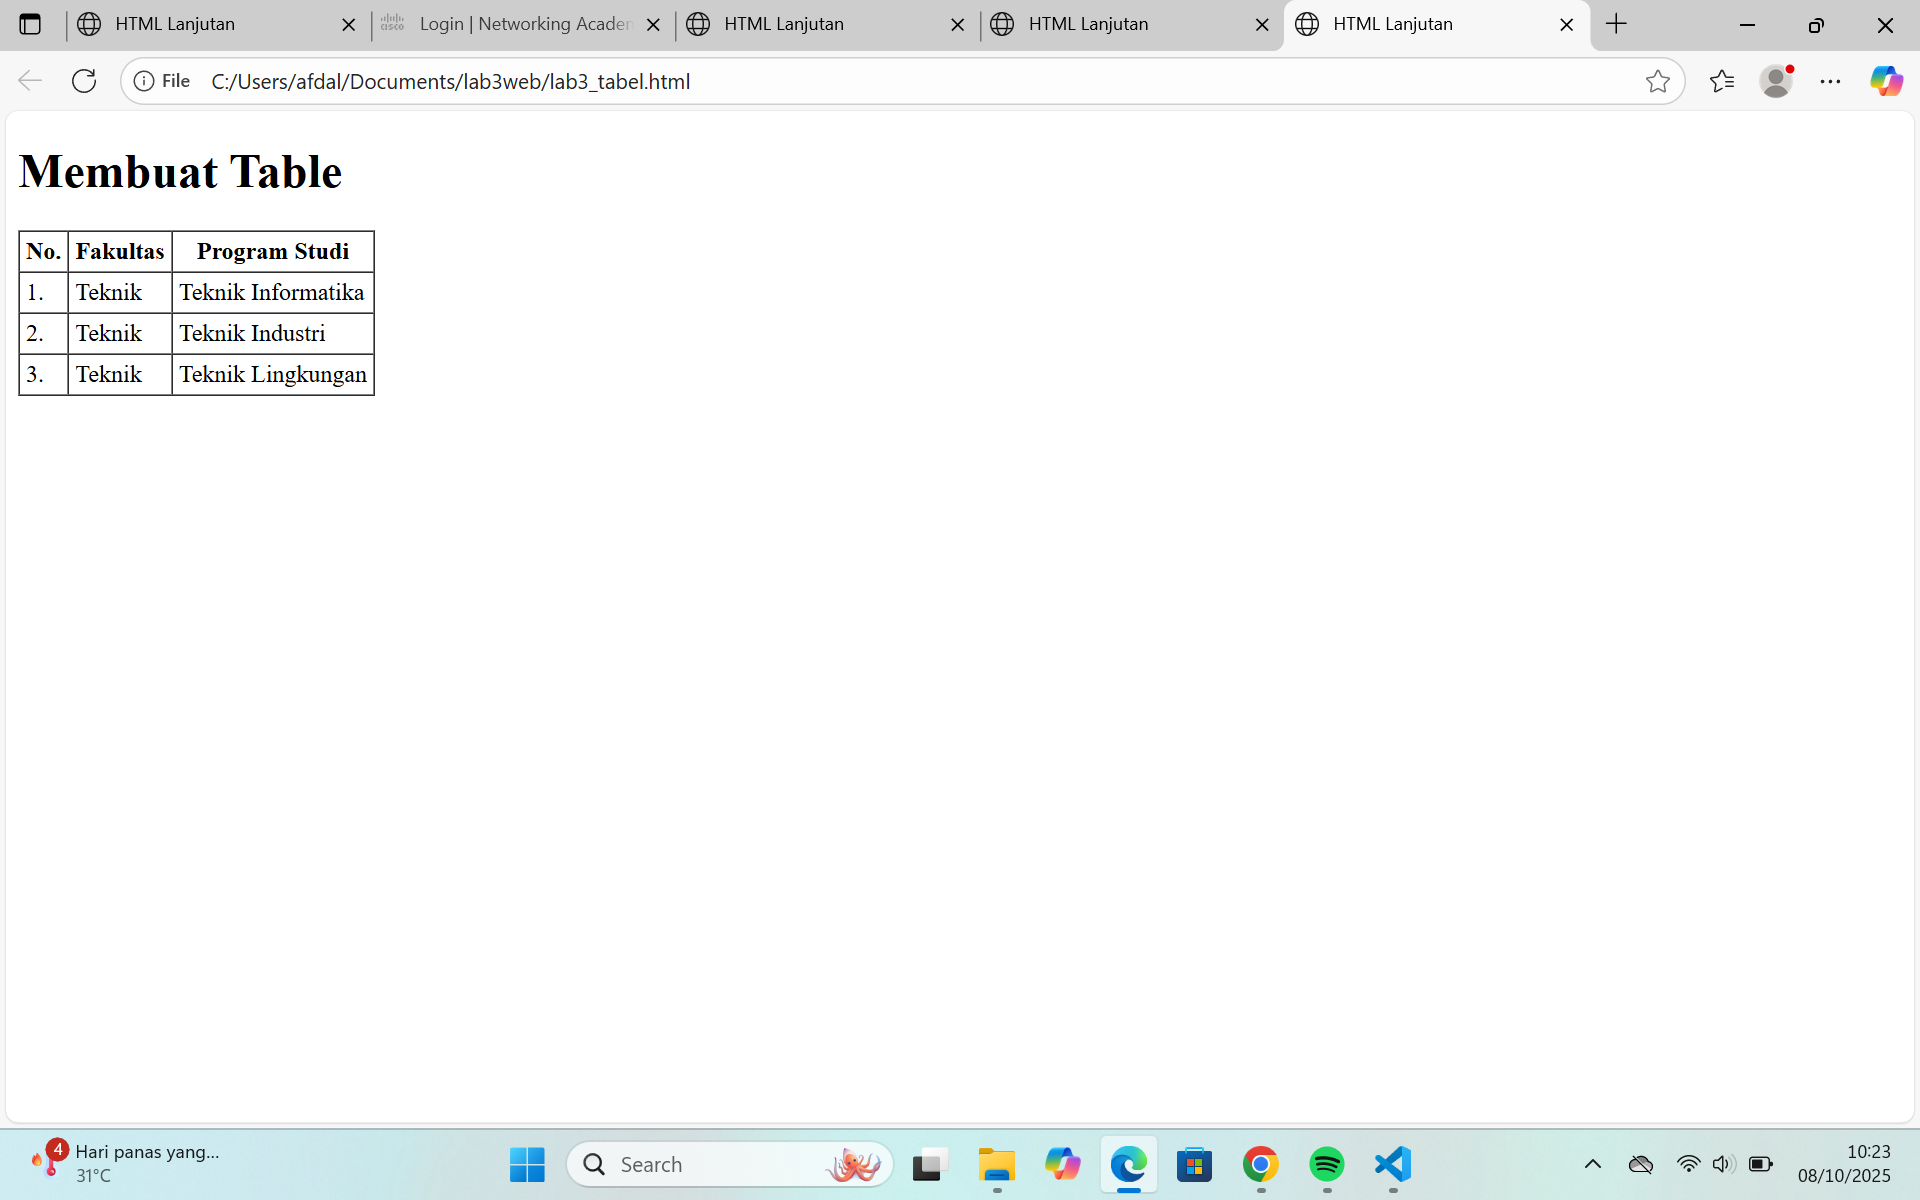 HTML Lanjutan
Login | Networking Academ
HTML Lanjutan
HTML Lanjutan
HTML Lanjutan
File C:/Users/afdal/Documents/lab3web/lab3_tabel.html
Membuat Table
No. Fakultas Program Studi
1. Teknik Teknik Informatika
2. Teknik Teknik Industri
3. Teknik Teknik Lingkungan
4 Hari panas yang...
31°C
Search
10:23
08/10/2025